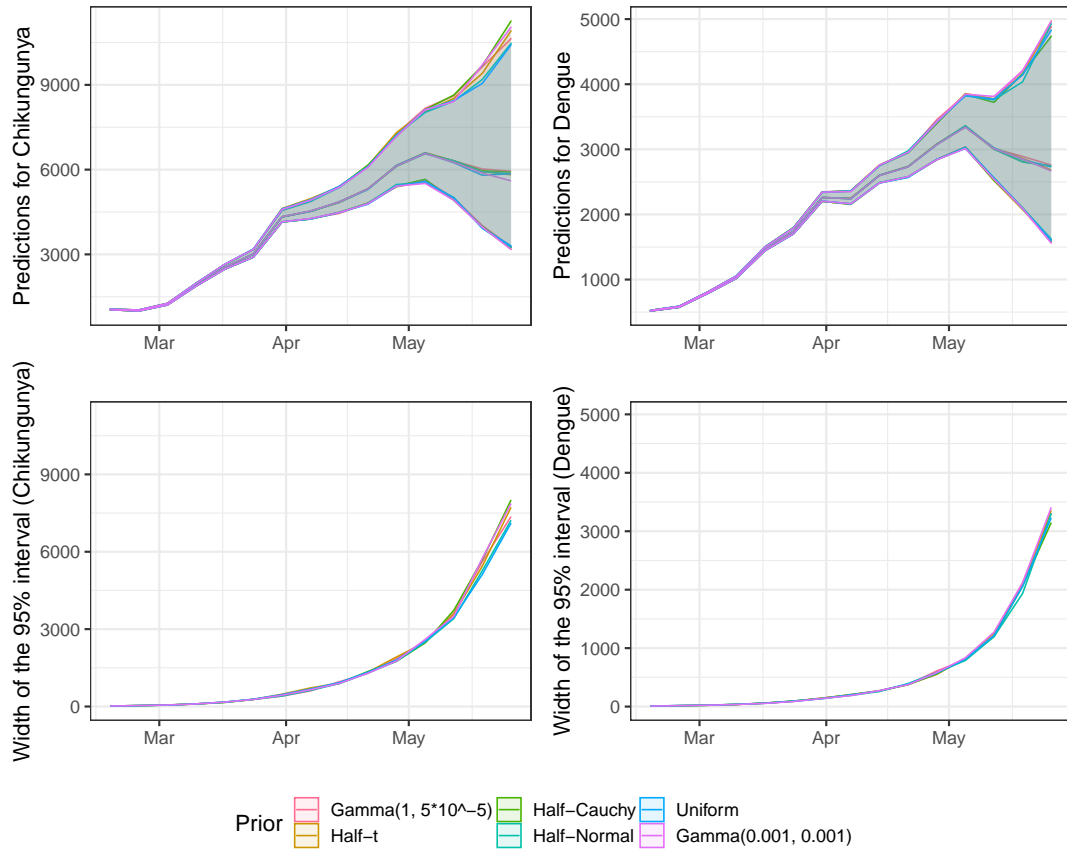 Predictions for Chikungunya
9000
6000
3000
Mar
Apr
May
Predictions for Dengue
5000
4000
3000
2000
1000
Mar
Apr
May
Width of the 95% interval (Chikungunya)
9000
6000
3000
0
Mar
Apr
May
Width of the 95% interval (Dengue)
5000
4000
3000
2000
1000
0
Mar
Apr
May
Prior
Gamma(1, 5*10^−5)
Half−t
Half−Cauchy
Half−Normal
Uniform
Gamma(0.001, 0.001)